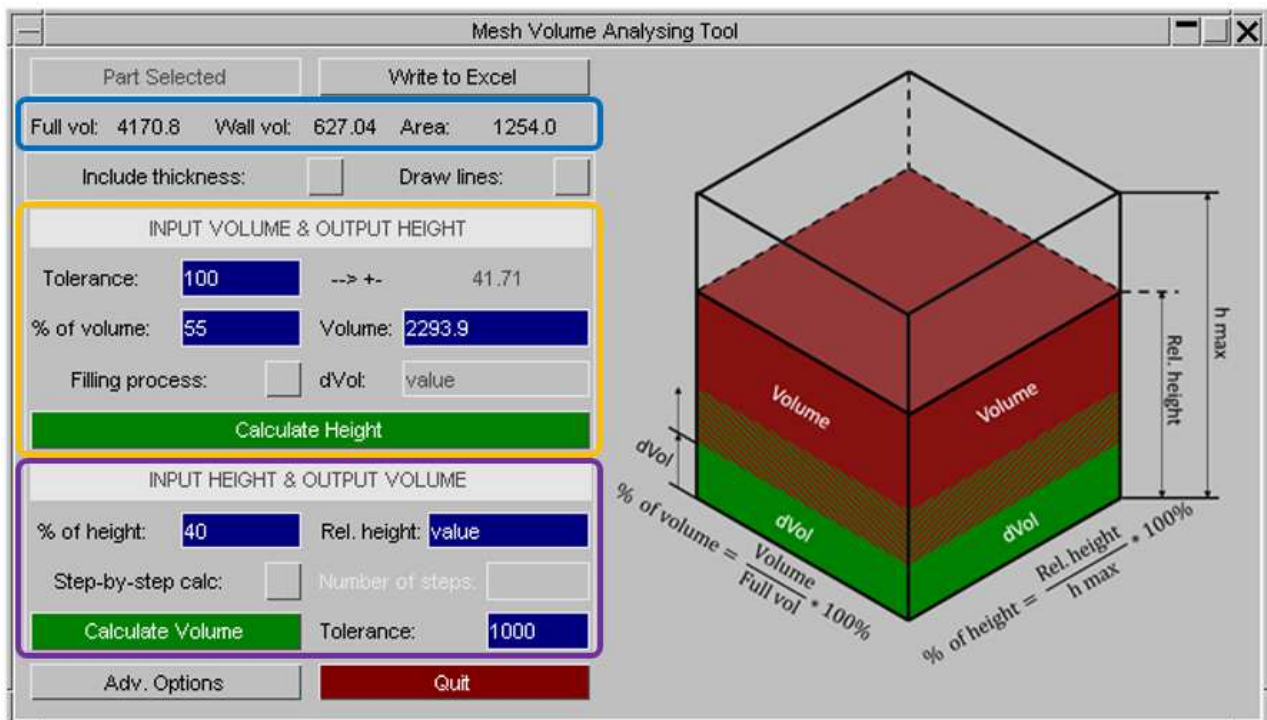 Mesh Volume Analysing Tool
Part Selected Write to Excel
Full vol: 4170.8 Wall vol: 627.04 Area: 1254.0
Include thickness: Draw lines:
INPUT VOLUME & OUTPUT HEIGHT
Tolerance: 100 --> +- 41.71
% of volume: 55 Volume: 2293.9
Filling process: dVol: value
Calculate Height
INPUT HEIGHT & OUTPUT VOLUME
% of height: 40 Rel. height: value
Step-by-step calc: Number of steps:
Calculate Volume Tolerance: 1000
Adv. Options Quit
h max
Rel. height
Volume Volume
dVol
dVol dVol
% of volume = Volume / Full vol * 100%
% of height = Rel. height / h max * 100%